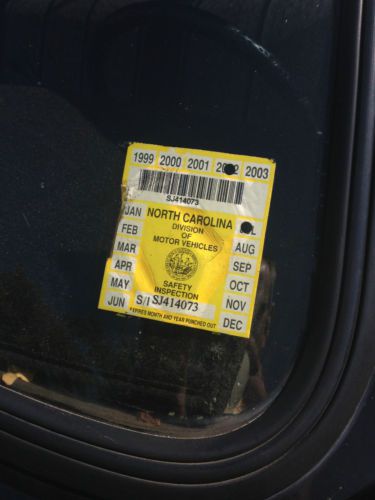 1999 2000 2001 2003
SJ414073
NORTH CAROLINA
DIVISION
OF
MOTOR VEHICLES
JAN
FEB
MAR
APR
MAY
JUN
AUG
SEP
OCT
NOV
DEC
SAFETY
INSPECTION
S/I SJ414073
EXPIRES MONTH AND YEAR PUNCHED OUT